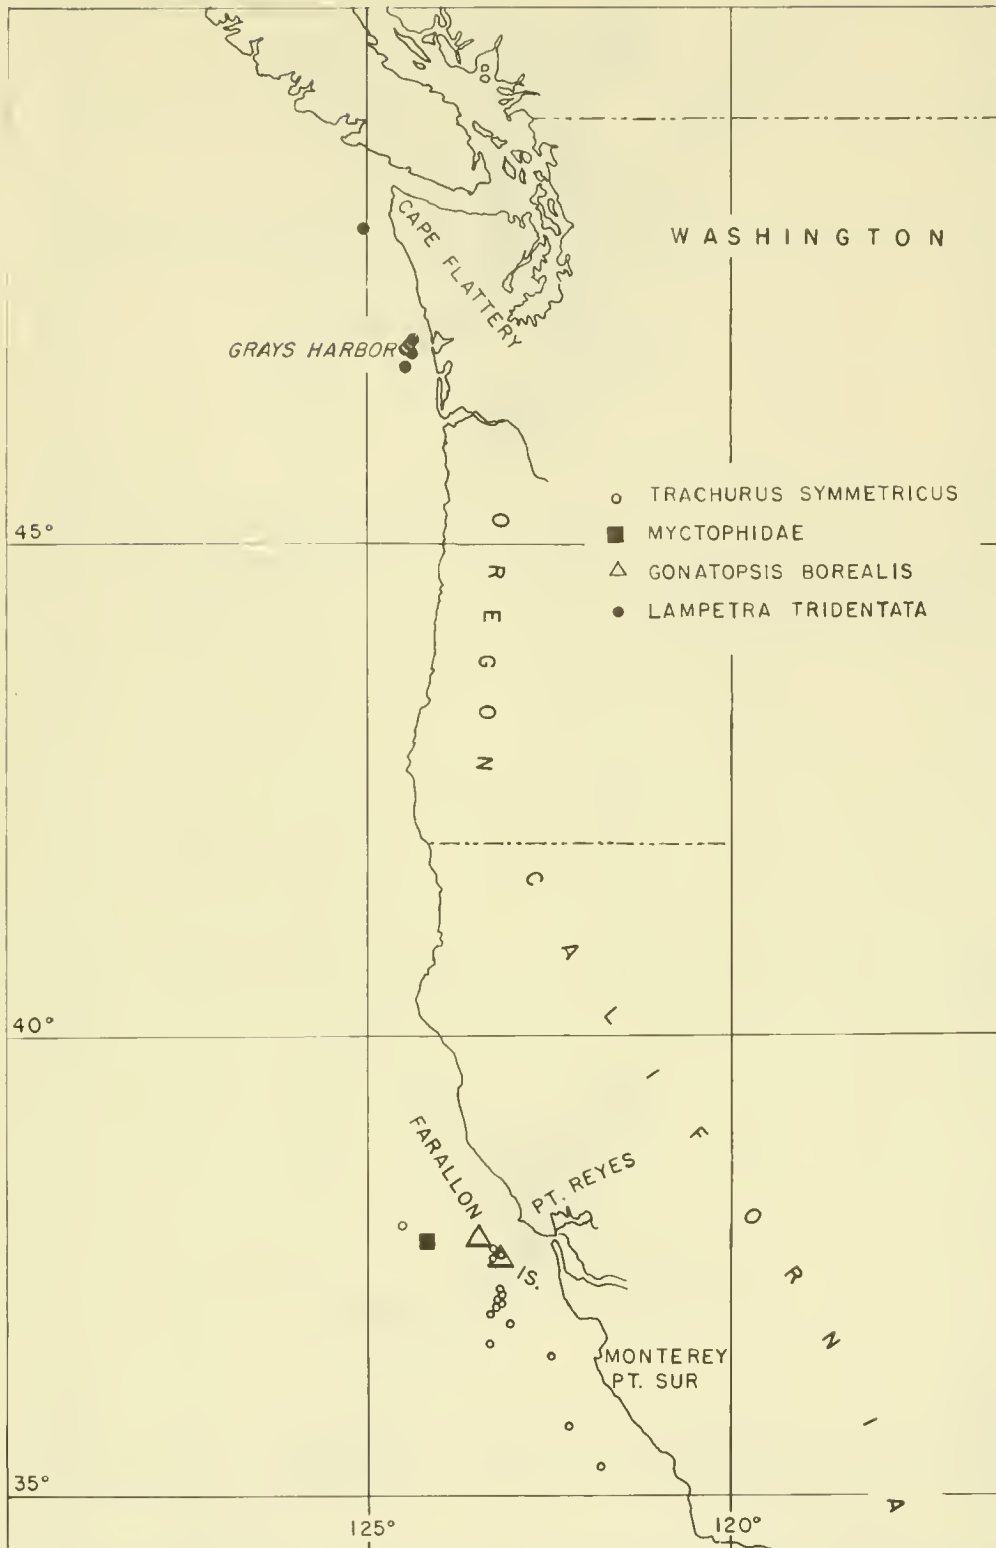 WASHINGTON
CAPE FLATTERY
GRAYS HARBOR
OREGON
○ TRACHURUS SYMMETRICUS
■ MYCTOPHIDAE
△ GONATOPSIS BOREALIS
● LAMPETRA TRIDENTATA
45°
CALIFORNIA
40°
FARALLON IS.
PT. REYES
MONTEREY
PT. SUR
35°
125°
120°